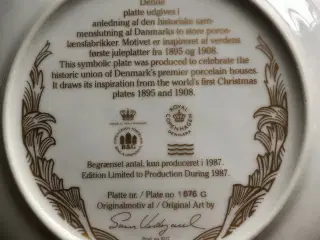 Denne
platte udgives i
anledning af den historiske sam-
menslutning af Danmarks to store porce-
lænsfabrikker. Motivet er inspireret af verdens
første juleplatter fra 1895 og 1908.
This symbolic plate was produced to celebrate the
historic union of Denmark's premier porcelain houses.
It draws its inspiration from the world's first Christmas
plates 1895 and 1908.
ROYAL
COPENHAGEN
Begrænset antal, kun produceret i 1987.
Edition Limited to Production During 1987.
Platte nr. / Plate no 1676 G
Originalmotiv af / Original Art by